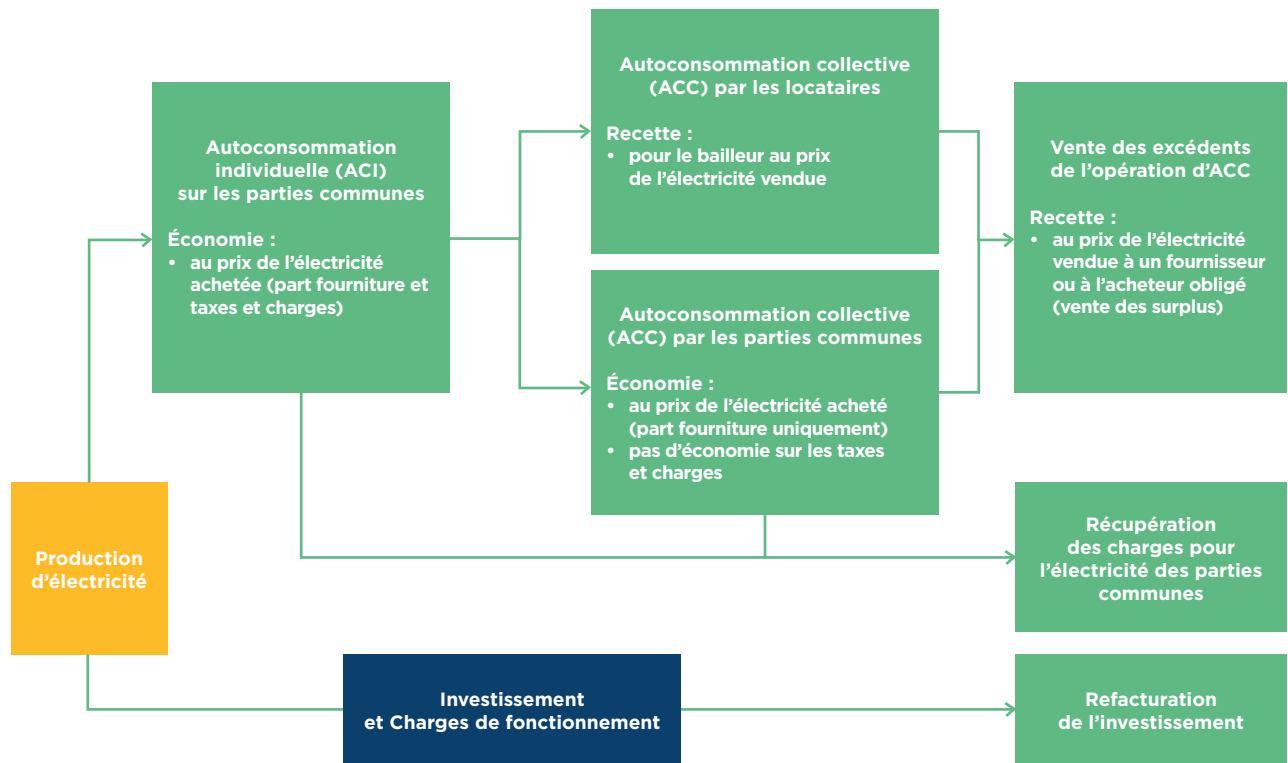 Production
d'électricité
Autoconsommation
individuelle (ACI)
sur les parties communes
Économie :
• au prix de l'électricité
achetée (part fourniture et
taxes et charges)
Autoconsommation collective
(ACC) par les locataires
Recette :
• pour le bailleur au prix
de l'électricité vendue
Autoconsommation collective
(ACC) par les parties communes
Économie :
• au prix de l'électricité acheté
(part fourniture uniquement)
• pas d'économie sur les taxes
et charges
Vente des excédents
de l'opération d'ACC
Recette :
• au prix de l'électricité
vendue à un fournisseur
ou à l'acheteur obligé
(vente des surplus)
Récupération
des charges pour
l'électricité des parties
communes
Investissement
et Charges de fonctionnement
Refacturation
de l'investissement